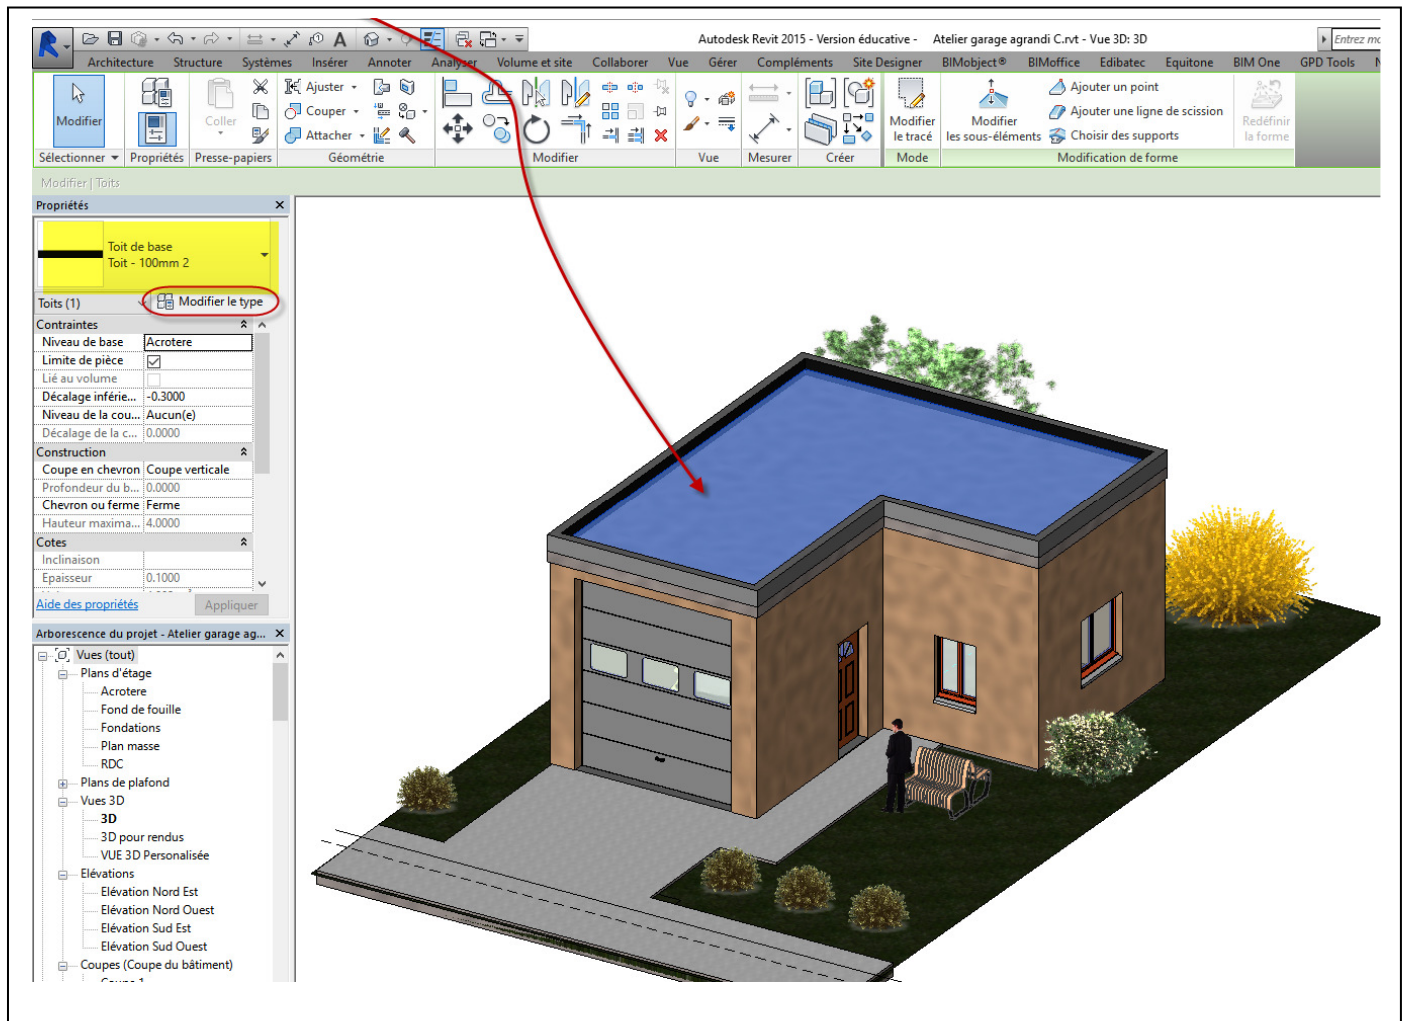 Autodesk Revit 2015 - Version éducative - Atelier garage agrandi C.rvt - Vue 3D: 3D
Entrez
Architecture Structure Systèmes Insérer Annoter Analyser Volume et site Collaborer Vue Gérer Compléments Site Designer BIMobject® BIMoffice Edibatec Equitone BIM One GPD Tools
Modifier
Coller
Ajuster
Couper
Attacher
Modifier
le tracé
Modifier
les sous-éléments
Ajouter un point
Ajouter une ligne de scission
Choisir des supports
Redéfinir
la forme
Sélectionner Propriétés Presse-papiers Géométrie Modifier Vue Mesurer Créer Mode Modification de forme
Modifier | Toits
Propriétés
Toit de base
Toit - 100mm 2
Toits (1) Modifier le type
Contraintes
Niveau de base Acrotere
Limite de pièce
Lié au volume
Décalage inférie... -0.3000
Niveau de la cou... Aucun(e)
Décalage de la c... 0.0000
Construction
Coupe en chevron Coupe verticale
Profondeur du b... 0.0000
Chevron ou ferme Ferme
Hauteur maxima... 4.0000
Cotes
Inclinaison
Epaisseur 0.1000
Aide des propriétés Appliquer
Arborescence du projet - Atelier garage ag...
Vues (tout)
Plans d'étage
Acrotere
Fond de fouille
Fondations
Plan masse
RDC
Plans de plafond
Vues 3D
3D
3D pour rendus
VUE 3D Personalisée
Elévations
Elévation Nord Est
Elévation Nord Ouest
Elévation Sud Est
Elévation Sud Ouest
Coupes (Coupe du bâtiment)